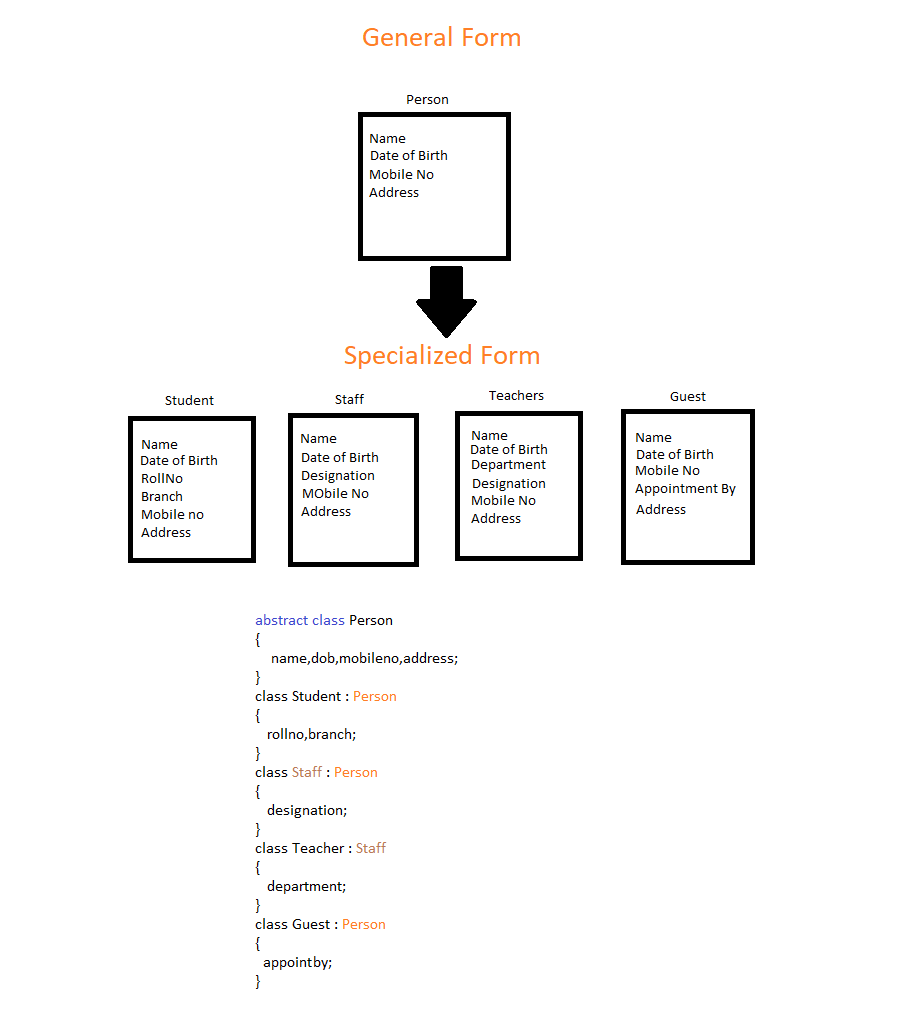 General Form
Person
Name
Date of Birth
Mobile No
Address
Specialized Form
Student
Name
Date of Birth
RollNo
Branch
Mobile no
Address
Staff
Name
Date of Birth
Designation
MObile No
Address
Teachers
Name
Date of Birth
Department
Designation
Mobile No
Address
Guest
Name
Date of Birth
Mobile No
Appointment By
Address
abstract class Person
{
name,dob,mobileno,address;
}
class Student : Person
{
rollno,branch;
}
class Staff : Person
{
designation;
}
class Teacher : Staff
{
department;
}
class Guest : Person
{
appointby;
}